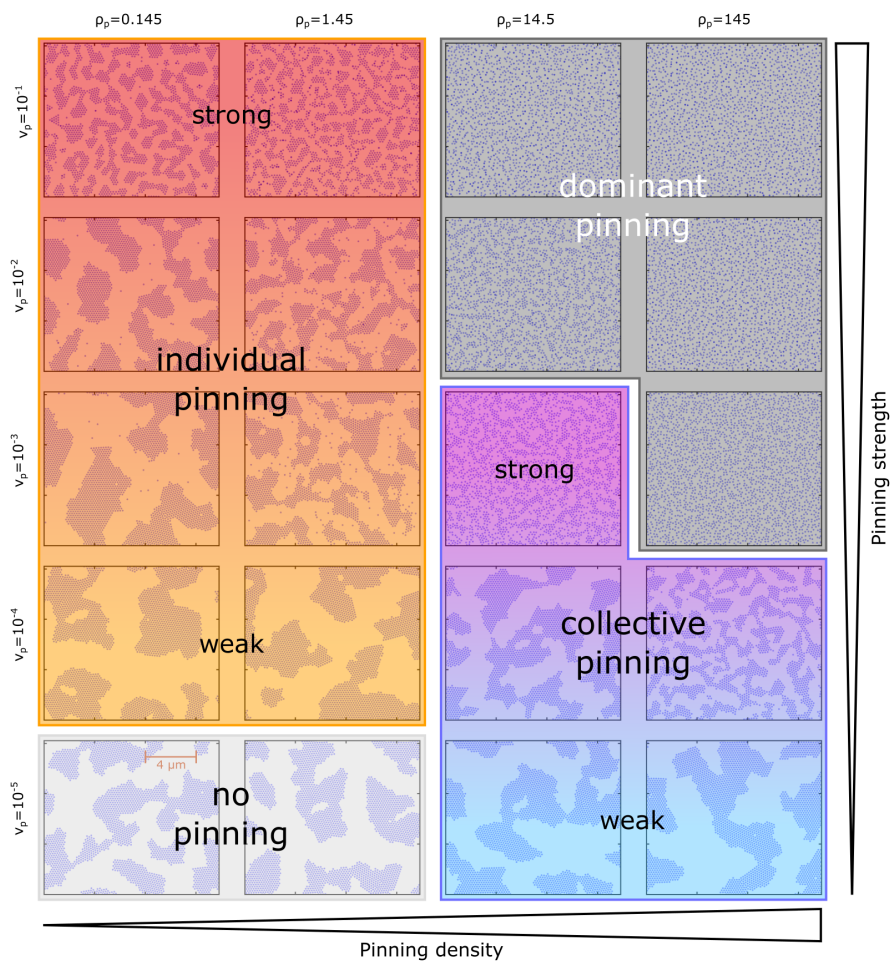 ρₚ=0.145
ρₚ=1.45
ρₚ=14.5
ρₚ=145
vₚ=10⁻¹
vₚ=10⁻²
vₚ=10⁻³
vₚ=10⁻⁴
vₚ=10⁻⁵
strong
individual
pinning
weak
4 μm
no
pinning
dominant
pinning
strong
collective
pinning
weak
Pinning strength
Pinning density